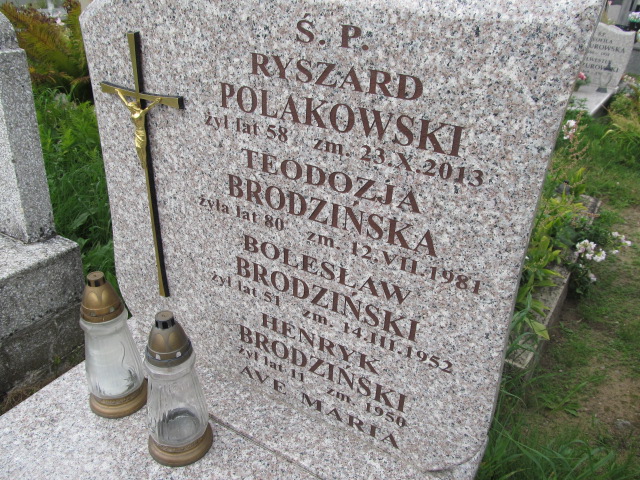 Ś. P.
RYSZARD
POLAKOWSKI
żył lat 58 zm. 23.X.2013
TEODOZJA
BRODZIŃSKA
żyła lat 80 zm. 12.VII.1981
BOLESŁAW
BRODZIŃSKI
żył lat 51 zm. 14.III.1952
HENRYK
BRODZIŃSKI
żył lat 11 zm. 1950
AVE MARIA